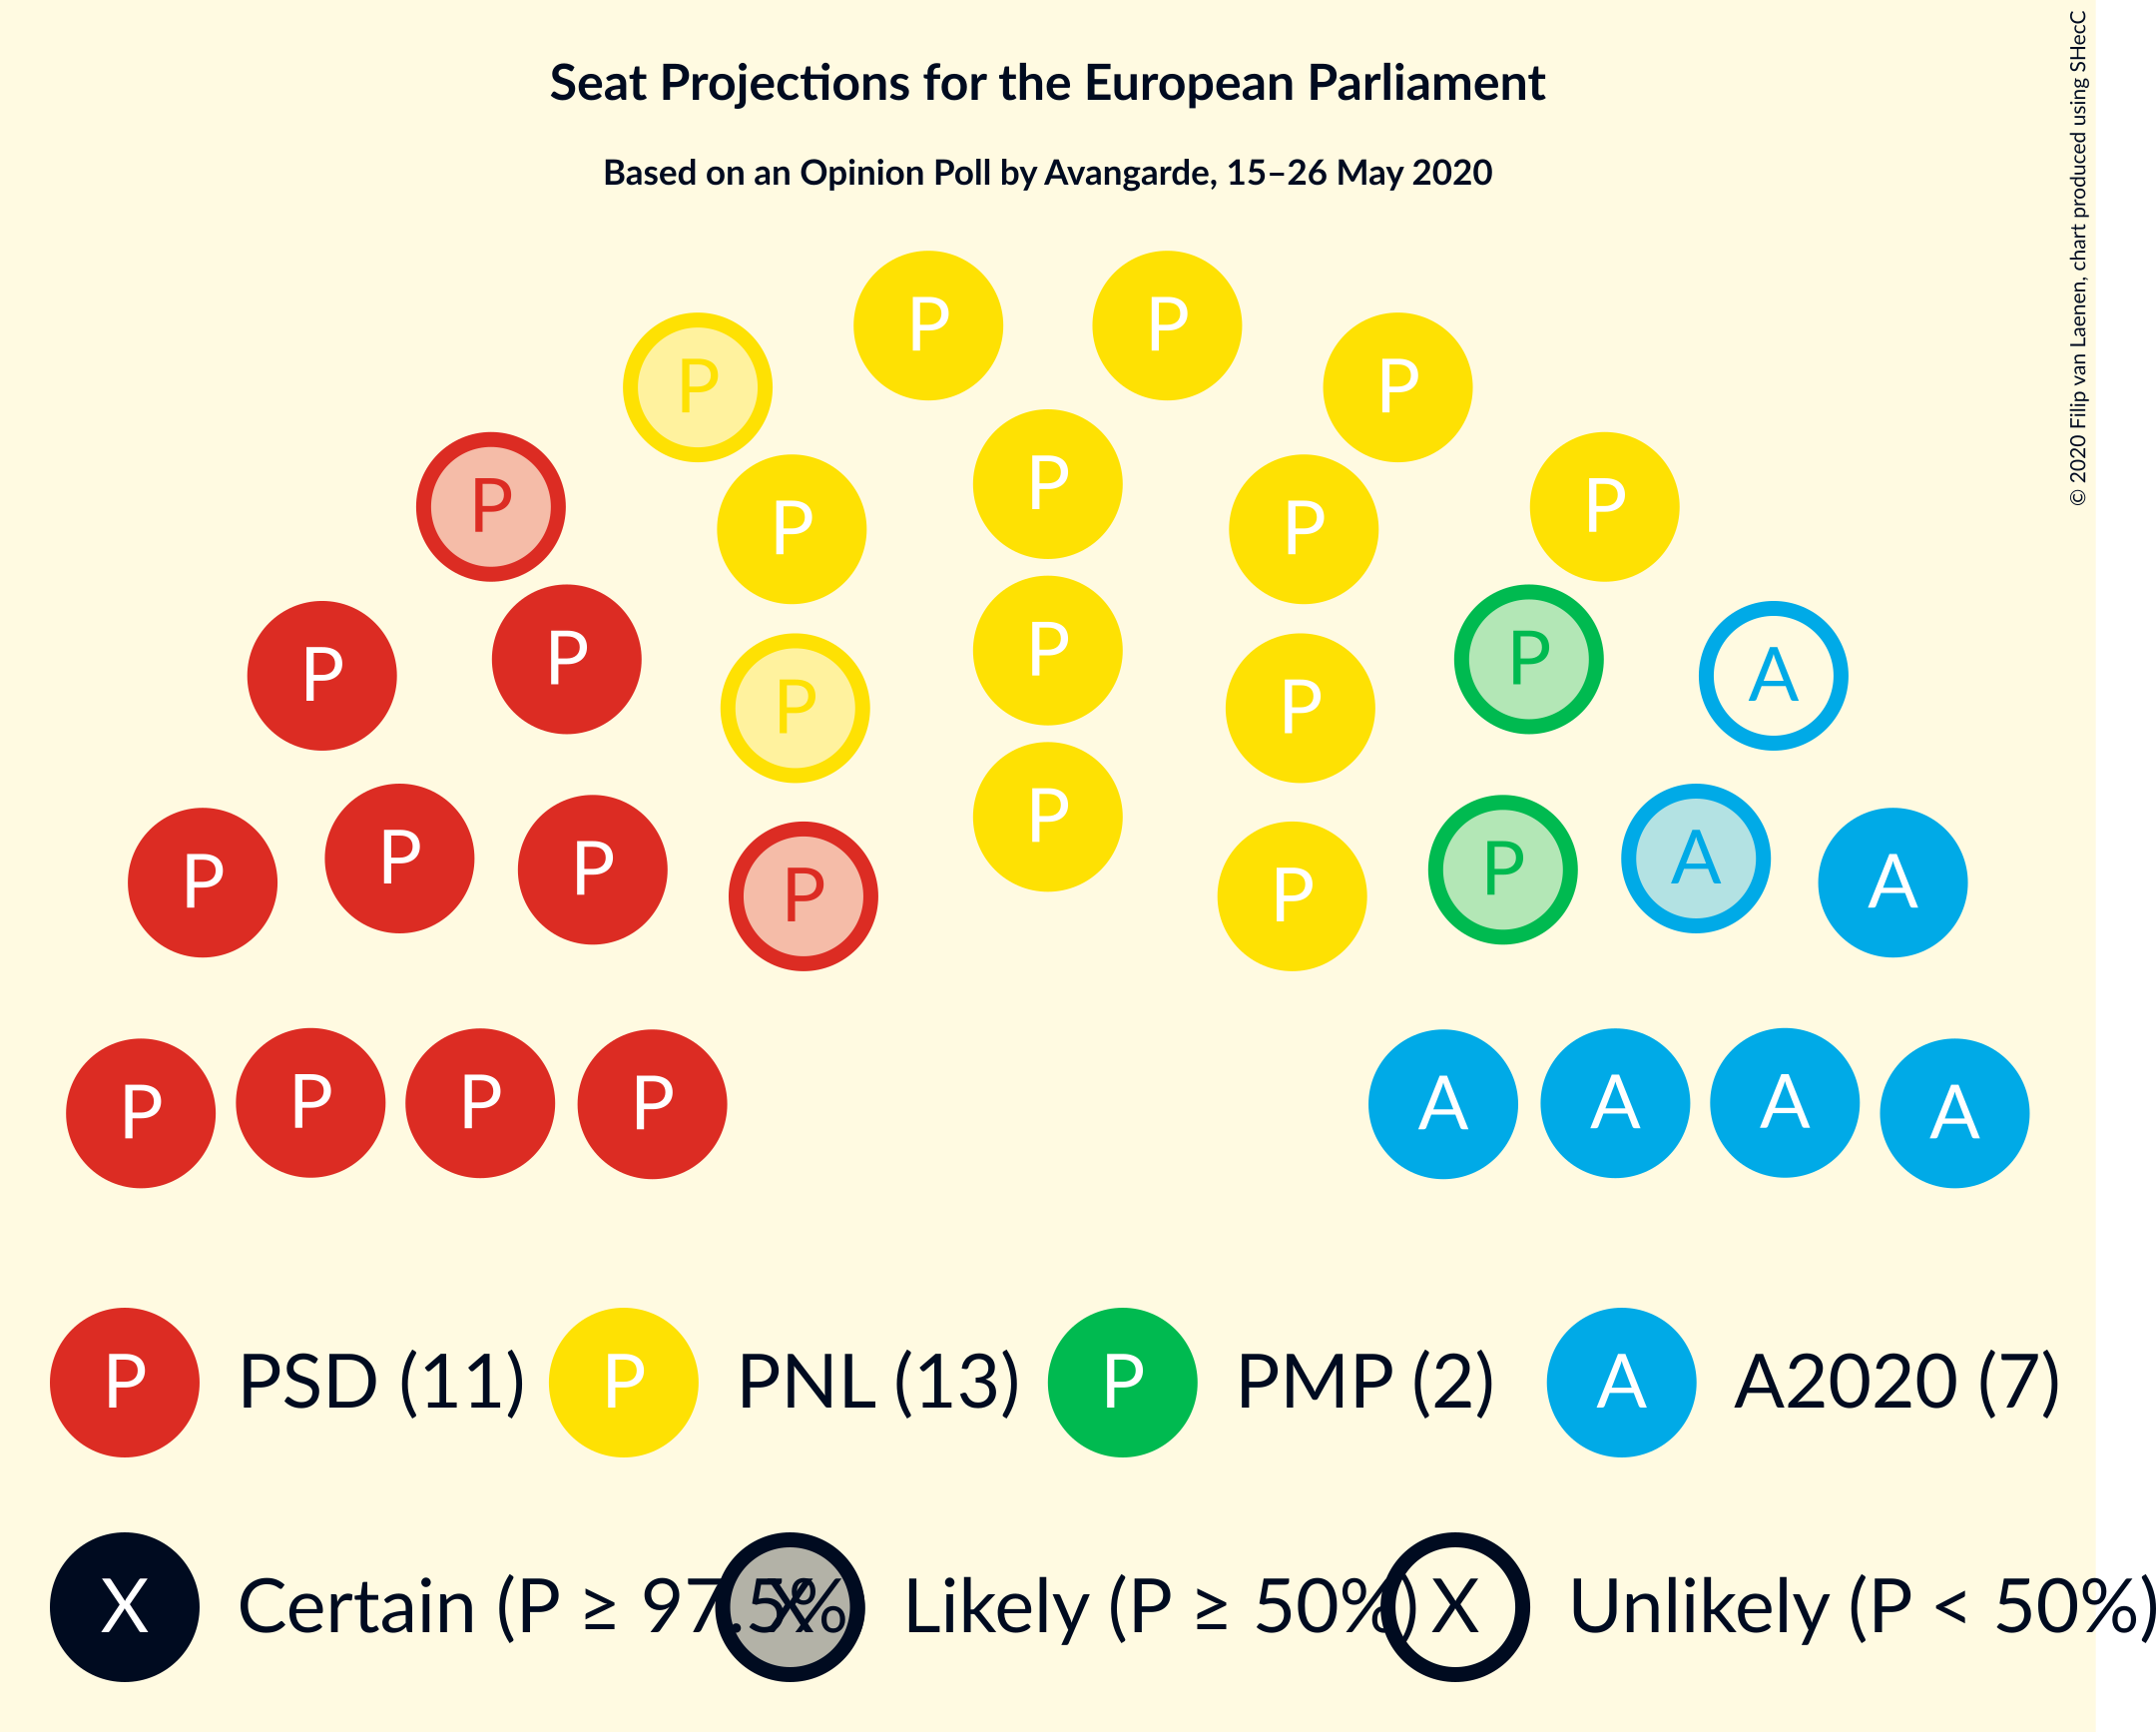 Seat Projections for the European Parliament
Based on an Opinion Poll by Avangarde, 15–26 May 2020
© 2020 Filip van Laenen, chart produced using SHecC
P P
P P
P
P P
P P
P P
P P A
P P
P P
P
P A
P P P P P A A
P
P P P P A A A A
P PSD (11) P PNL (13) P PMP (2) A A2020 (7)
X Certain (P ≥ 97.5% X Likely (P ≥ 50%) X Unlikely (P < 50%)